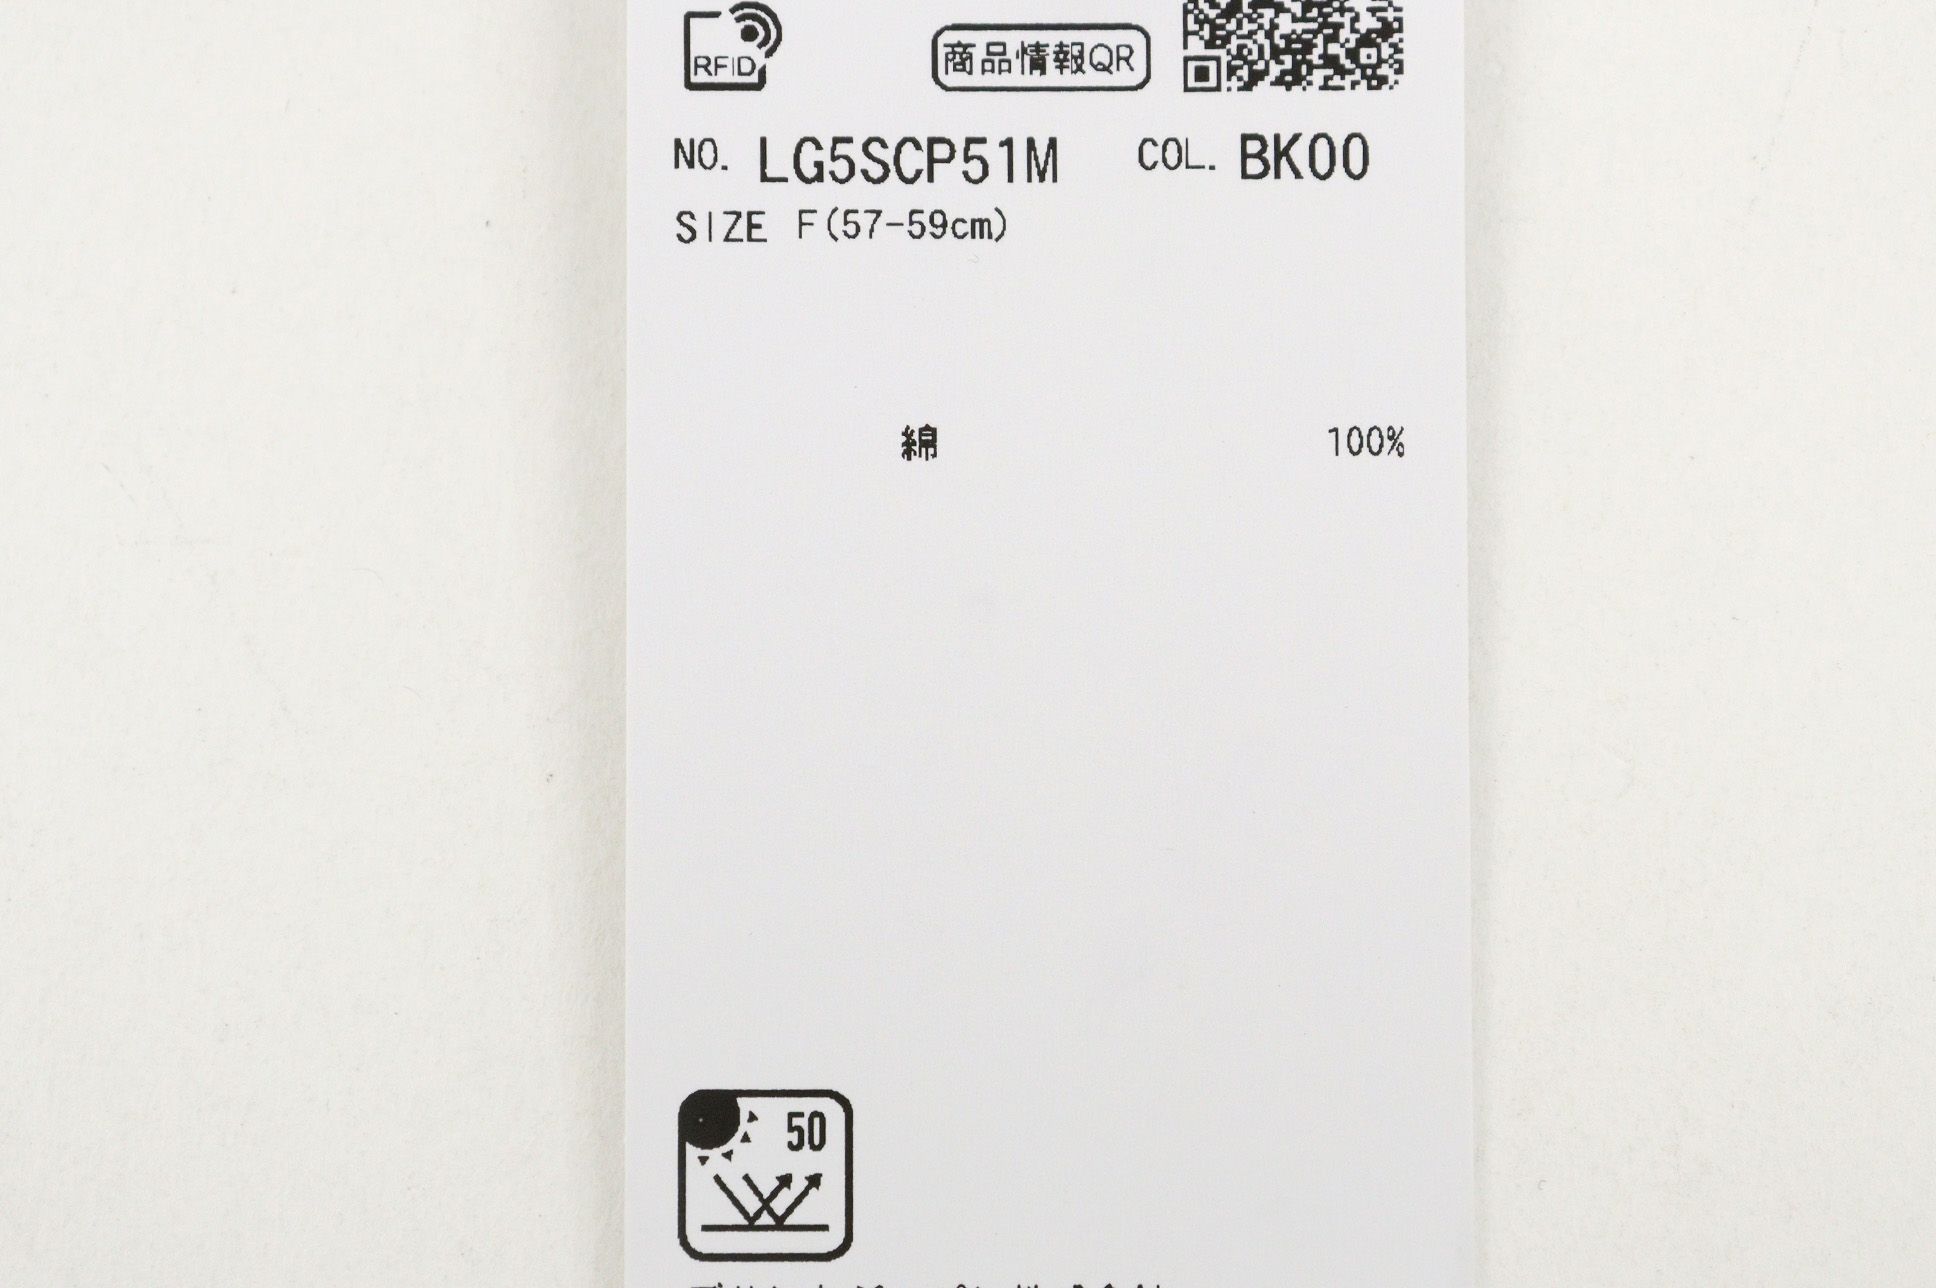 RFID
商品情報QR
NO. LG5SCP51M COL. BK00
SIZE F(57-59cm)
綿 100%
50